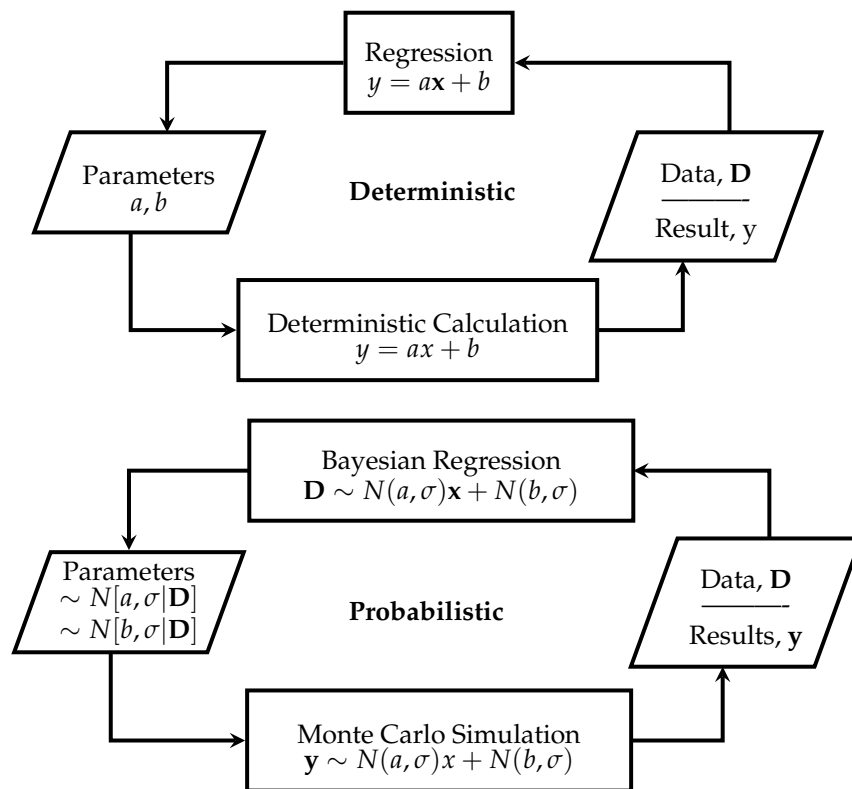 Regression
y = a𝐱 + b
Parameters
a, b
Deterministic
Data, 𝐃
————-
Result, y
Deterministic Calculation
y = ax + b
Bayesian Regression
𝐃 ∼ N(a, σ)𝐱 + N(b, σ)
Parameters
∼ N[a, σ|𝐃]
∼ N[b, σ|𝐃]
Probabilistic
Data, 𝐃
————-
Results, 𝐲
Monte Carlo Simulation
𝐲 ∼ N(a, σ)x + N(b, σ)